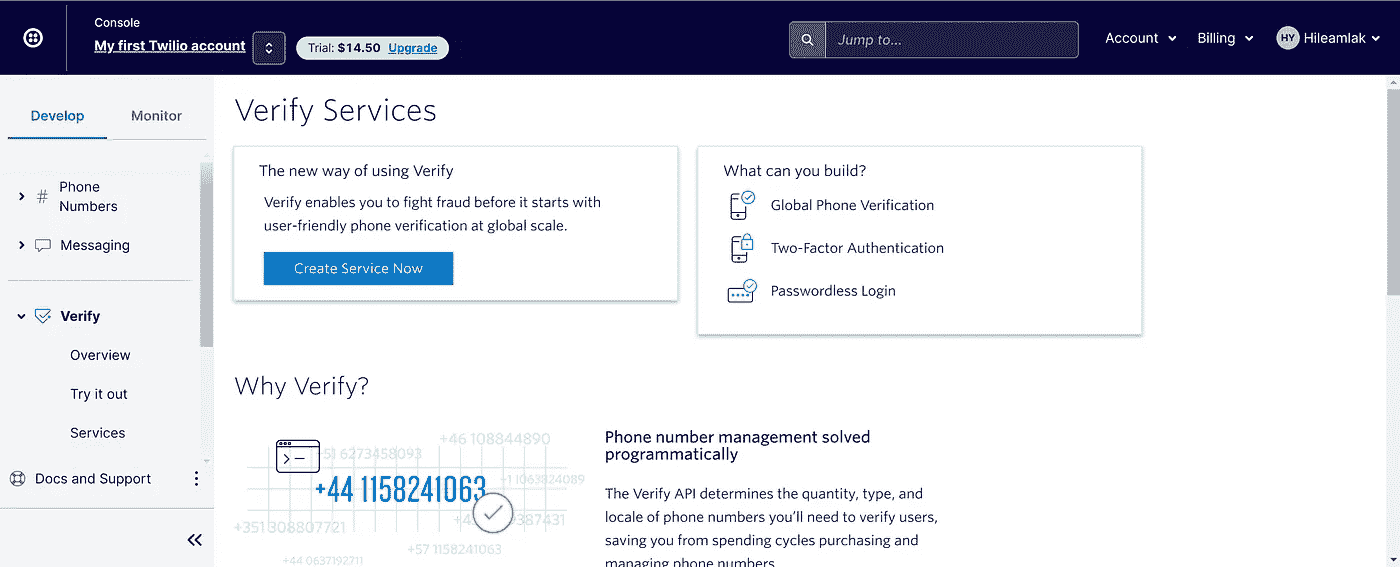 Console
My first Twilio account
Trial: $14.50 Upgrade
Jump to...
Account
Billing
HY Hileamlak
Develop
Monitor
# Phone
Numbers
Messaging
Verify
Overview
Try it out
Services
Docs and Support
Verify Services
The new way of using Verify
Verify enables you to fight fraud before it starts with
user-friendly phone verification at global scale.
Create Service Now
What can you build?
Global Phone Verification
Two-Factor Authentication
Passwordless Login
Why Verify?
+46 108844890
51 6273458093
+44 1158241063
+1 1063824089
+351 308807721
387431
+57 1158241063
+44 0637192711
Phone number management solved
programmatically
The Verify API determines the quantity, type, and
locale of phone numbers you'll need to verify users,
saving you from spending cycles purchasing and
managing phone numbers